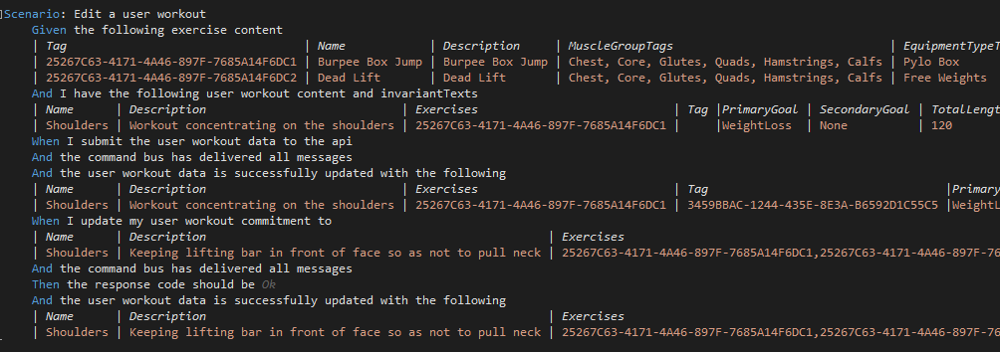 Scenario: Edit a user workout
Given the following exercise content
| Tag | Name | Description | MuscleGroupTags | EquipmentTypeT
| 25267C63-4171-4A46-897F-7685A14F6DC1 | Burpee Box Jump | Burpee Box Jump | Chest, Core, Glutes, Quads, Hamstrings, Calfs | Pylo Box
| 25267C63-4171-4A46-897F-7685A14F6DC2 | Dead Lift | Dead Lift | Chest, Core, Glutes, Quads, Hamstrings, Calfs | Free Weights
And I have the following user workout content and invariantTexts
| Name | Description | Exercises | Tag |PrimaryGoal | SecondaryGoal | TotalLengt
| Shoulders | Workout concentrating on the shoulders | 25267C63-4171-4A46-897F-7685A14F6DC1 | |WeightLoss | None | 120
When I submit the user workout data to the api
And the command bus has delivered all messages
And the user workout data is successfully updated with the following
| Name | Description | Exercises | Tag |Primary
| Shoulders | Workout concentrating on the shoulders | 25267C63-4171-4A46-897F-7685A14F6DC1 | 3459BBAC-1244-435E-8E3A-B6592D1C55C5 |WeightL
When I update my user workout commitment to
| Name | Description | Exercises
| Shoulders | Keeping lifting bar in front of face so as not to pull neck | 25267C63-4171-4A46-897F-7685A14F6DC1,25267C63-4171-4A46-897F-76
And the command bus has delivered all messages
Then the response code should be Ok
And the user workout data is successfully updated with the following
| Name | Description | Exercises
| Shoulders | Keeping lifting bar in front of face so as not to pull neck | 25267C63-4171-4A46-897F-7685A14F6DC1,25267C63-4171-4A46-897F-76